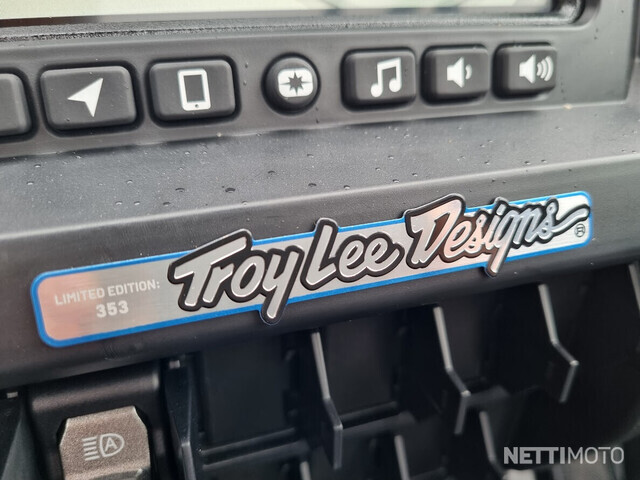 LIMITED EDITION:
353
Troy Lee Designs®
A
NETTIMOTO